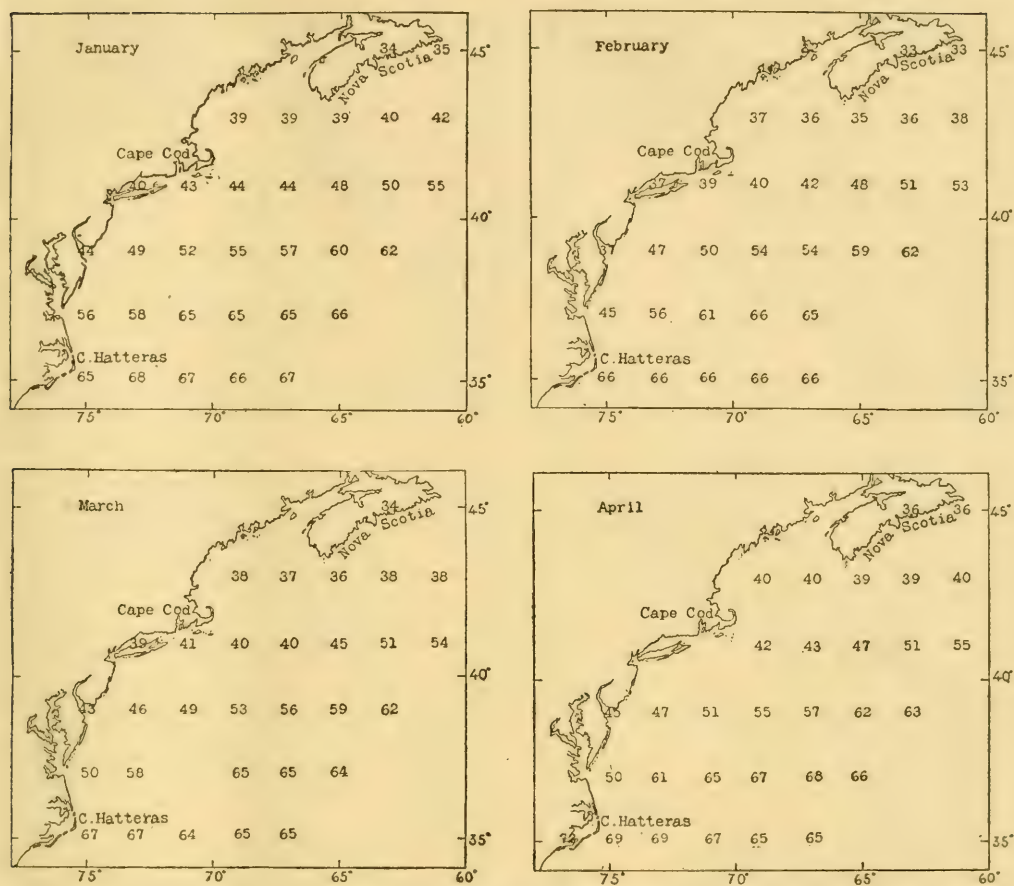 January
34 35 45°
Nova Scotia
39 39 39 40 42
Cape Cod
40 43 44 44 48 50 55
40°
44 49 52 55 57 60 62
56 58 65 65 65 66
C.Hatteras
65 68 67 66 67 35°
75° 70° 65° 60°
February
33 33 45°
Nova Scotia
37 36 35 36 38
Cape Cod
37 39 40 42 48 51 53
40°
37 47 50 54 54 59 62
45 56 61 66 65
C.Hatteras
66 66 66 66 66 35°
75° 70° 65° 60°
March
34 45°
Nova Scotia
38 37 36 38 38
Cape Cod
39 41 40 40 45 51 54
40°
43 46 49 53 56 59 62
50 58 65 65 64
C.Hatteras
67 67 64 65 65 35°
75° 70° 65° 60°
April
36 36 45°
Nova Scotia
40 40 39 39 40
Cape Cod
42 43 47 51 55
40°
45 47 51 55 57 62 63
50 61 65 67 68 66
C.Hatteras
72 69 69 67 65 65 35°
75° 70° 65° 60°